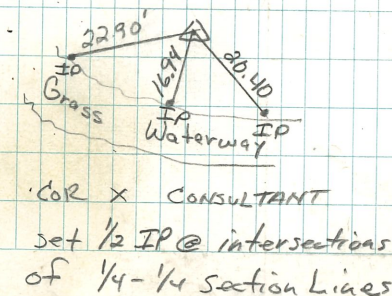 22.90'
IP
16.94
20.40
Grass
IP
Waterway
IP
COR X CONSULTANT
set 1/2 IP @ intersections
of 1/4-1/4 Section Lines